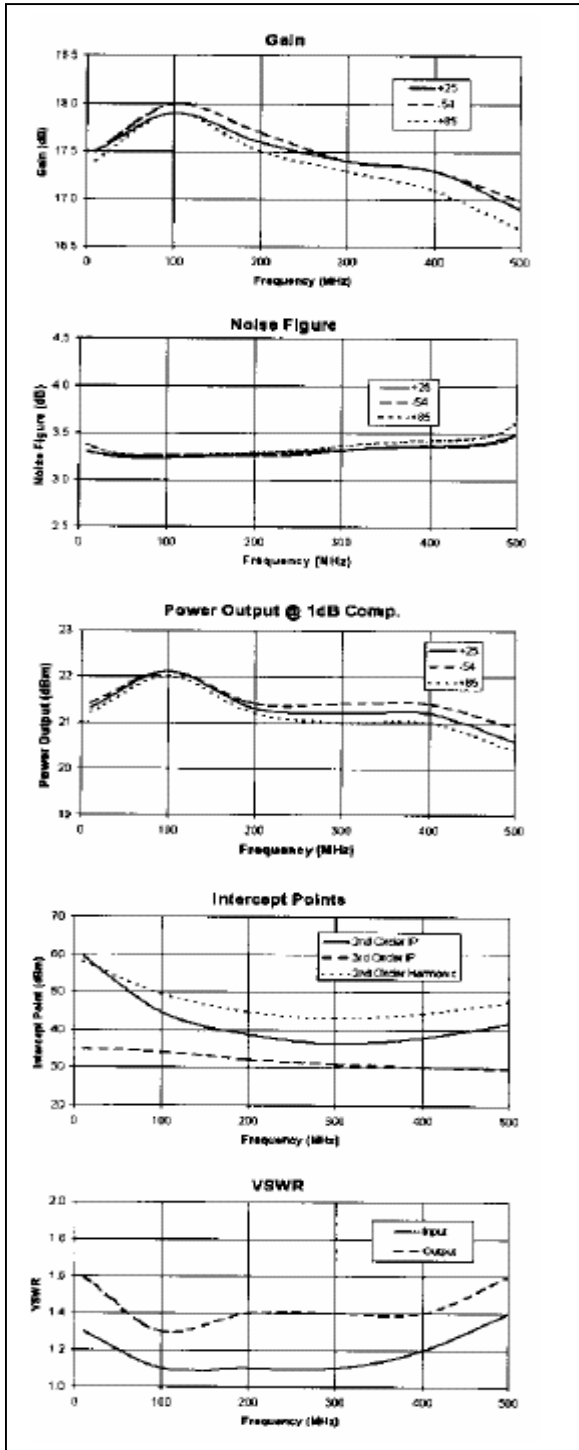 Gain
18.5
18.0
17.5
17.0
16.5
Gain (dB)
+25
-54
+85
0 100 200 300 400 500
Frequency (MHz)
Noise Figure
4.5
4.0
3.5
3.0
2.5
Noise Figure (dB)
+25
-54
+85
0 100 200 300 400 500
Frequency (MHz)
Power Output @ 1dB Comp.
23
22
21
20
19
Power Output (dBm)
+25
-54
+85
0 100 200 300 400 500
Frequency (MHz)
Intercept Points
70
60
50
40
30
20
Intercept Point (dBm)
2nd Order IP
3rd Order IP
2nd Order Harmonic
0 100 200 300 400 500
Frequency (MHz)
VSWR
2.0
1.8
1.6
1.4
1.2
1.0
VSWR
Input
Output
0 100 200 300 400 500
Frequency (MHz)